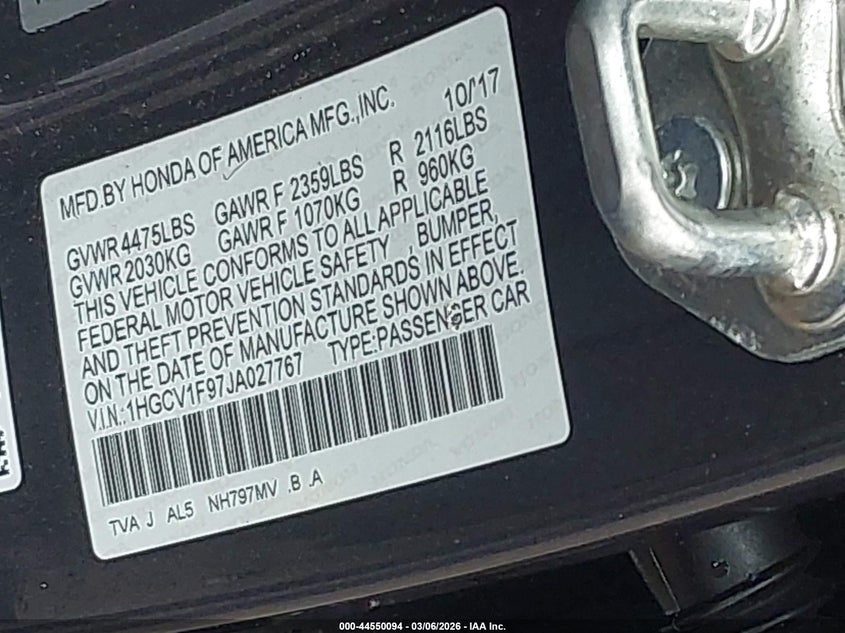 MFD.BY HONDA OF AMERICA MFG.,INC. 10/'17
GVWR 4475LBS GAWR F 2359LBS R 2116LBS
GVWR 2030KG GAWR F 1070KG R 960KG
THIS VEHICLE CONFORMS TO ALL APPLICABLE
FEDERAL MOTOR VEHICLE SAFETY , BUMPER,
AND THEFT PREVENTION STANDARDS IN EFFECT
ON THE DATE OF MANUFACTURE SHOWN ABOVE.
V.I.N.:1HGCV1F97JA027767 TYPE:PASSENGER CAR
TVA J AL5 NH797MV .B .A
000-44550094 - 03/06/2026 - IAA Inc.